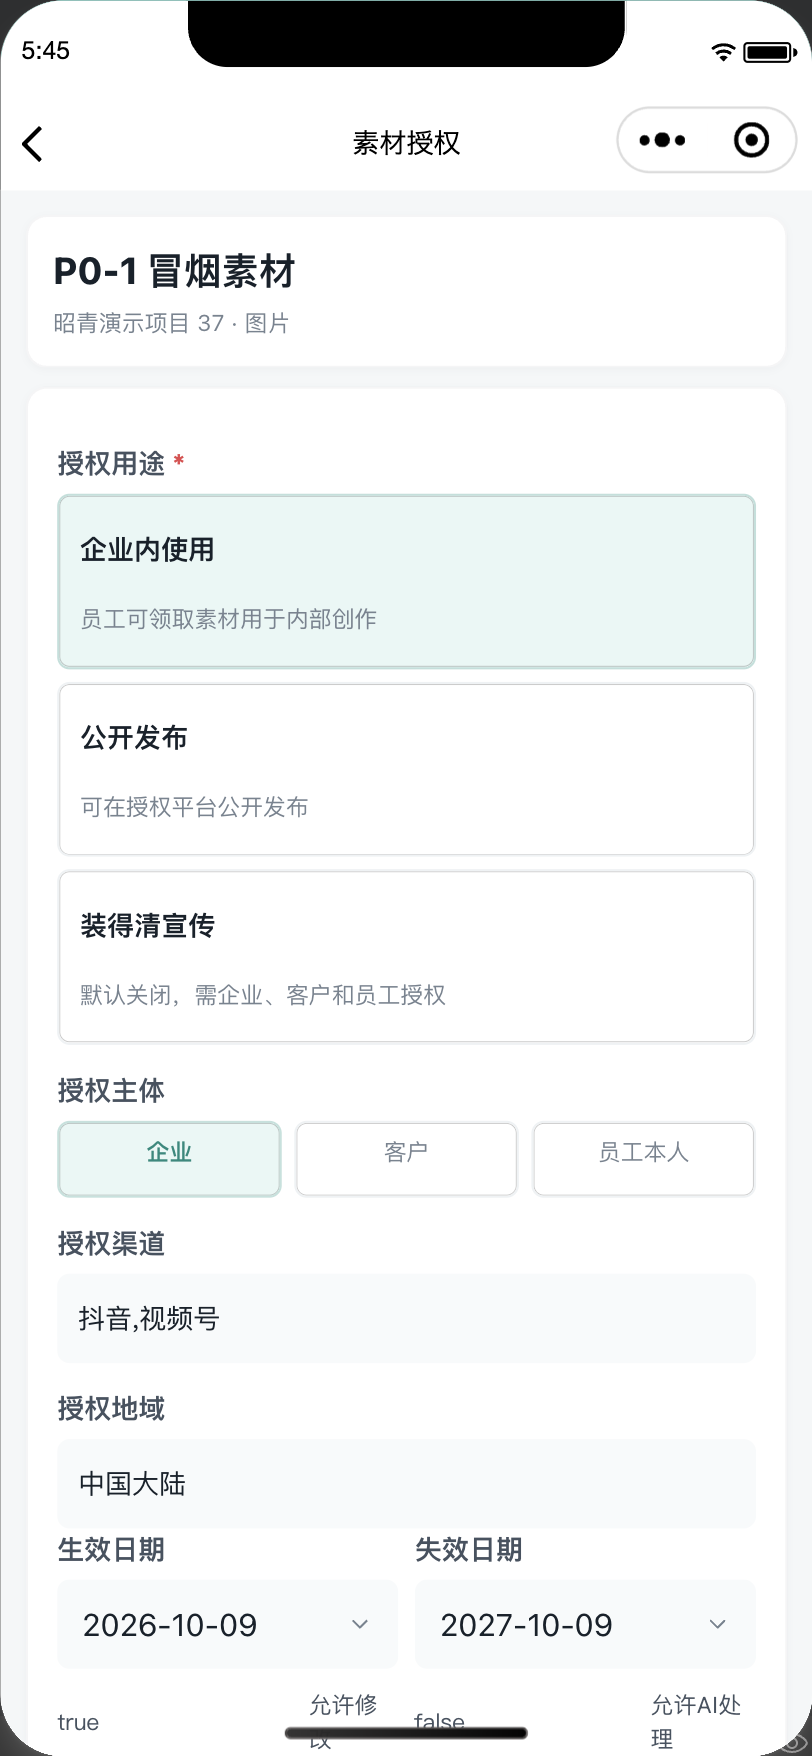 5:45
素材授权
P0-1 冒烟素材
昭青演示项目 37 · 图片
授权用途 *
企业内使用
员工可领取素材用于内部创作
公开发布
可在授权平台公开发布
装得清宣传
默认关闭，需企业、客户和员工授权
授权主体
企业 客户 员工本人
授权渠道
抖音,视频号
授权地域
中国大陆
生效日期 失效日期
2026-10-09 2027-10-09
true 允许修改 false 允许AI处理